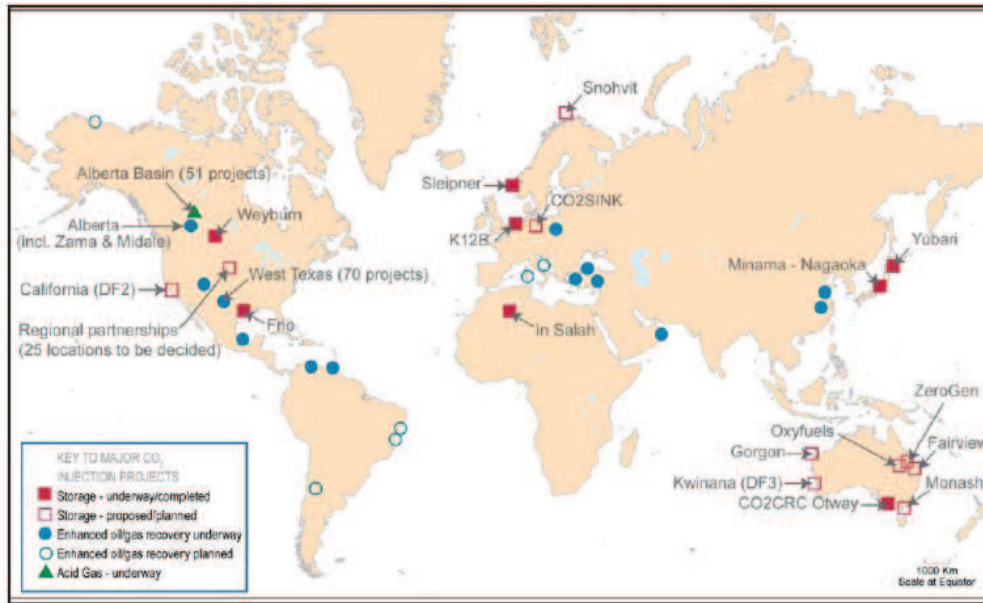 Snohvit
Alberta Basin (51 projects)
Sleipner
CO2SINK
Alberta
(incl. Zama & Midale)
Weyburn
K12B
Yubari
West Texas (70 projects)
Minama - Nagaoka
California (DF2)
Frio
In Salah
Regional partnerships
(25 locations to be decided)
ZeroGen
Oxyfuels
Fairview
Gorgon
Kwinana (DF3)
Monash
CO2CRC Otway
KEY TO MAJOR CO₂
INJECTION PROJECTS
Storage - underway/completed
Storage - proposed/planned
Enhanced oil/gas recovery underway
Enhanced oil/gas recovery planned
Acid Gas - underway
1000 Km
Scale at Equator